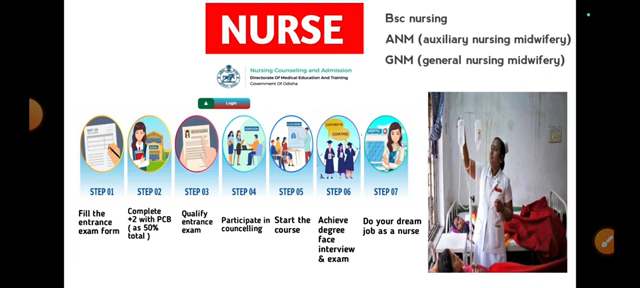 NURSE
Bsc nursing
ANM (auxiliary nursing midwifery)
GNM (general nursing midwifery)
Nursing Counseling and Admission
Directorate Of Medical Education And Training
Government Of Odisha
Login
STEP 01
STEP 02
STEP 03
STEP 04
STEP 05
STEP 06
STEP 07
Fill the
entrance
exam form
Complete
+2 with PCB
( as 50%
total )
Qualify
entrance
exam
Participate in
councelling
Start the
course
Achieve
degree
face
interview
& exam
Do your dream
job as a nurse